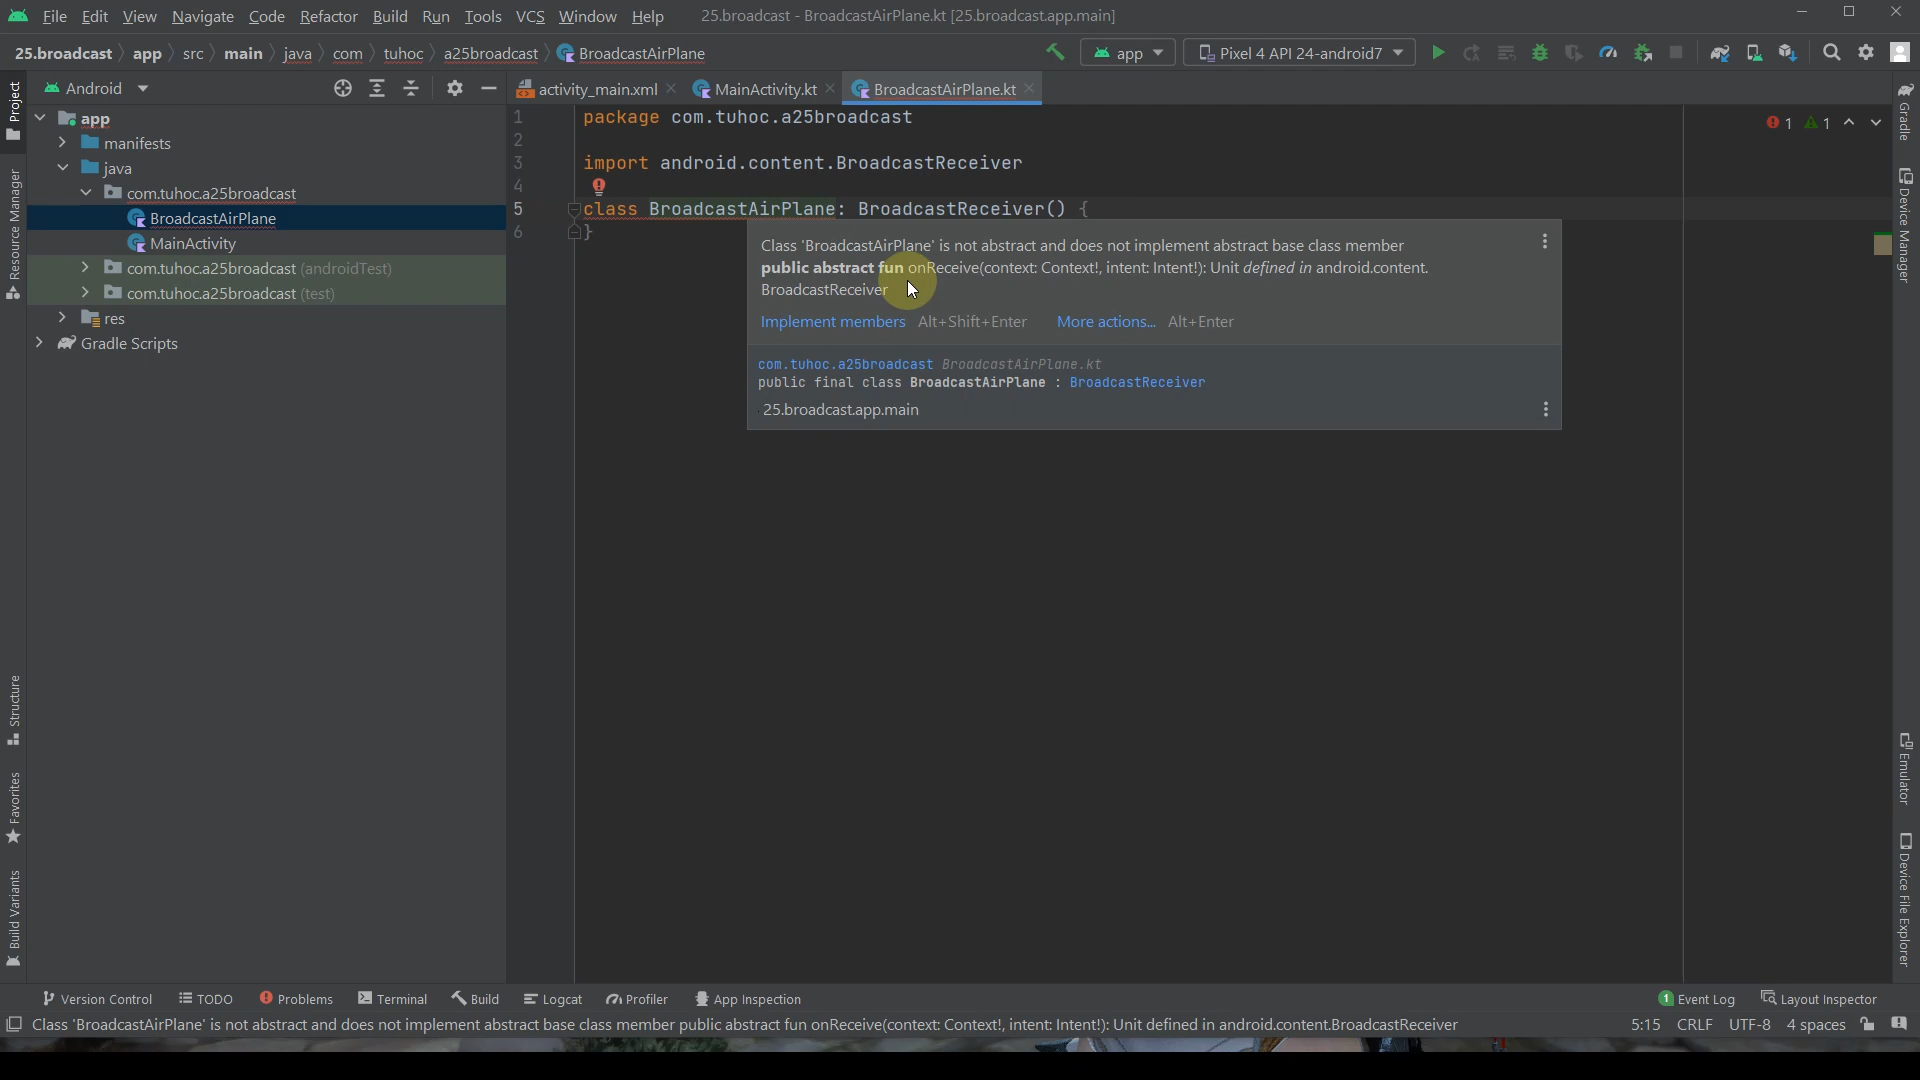 File Edit View Navigate Code Refactor Build Run Tools VCS Window Help 25.broadcast - BroadcastAirPlane.kt [25.broadcast.app.main]
25.broadcast app src main java com tuhoc a25broadcast BroadcastAirPlane app Pixel 4 API 24-android7
Android activity_main.xml MainActivity.kt BroadcastAirPlane.kt
Project
Resource Manager
Structure
Favorites
Build Variants
app
manifests
java
com.tuhoc.a25broadcast
BroadcastAirPlane
MainActivity
com.tuhoc.a25broadcast (androidTest)
com.tuhoc.a25broadcast (test)
res
Gradle Scripts
1 package com.tuhoc.a25broadcast
2
3 import android.content.BroadcastReceiver
4
5 class BroadcastAirPlane: BroadcastReceiver() {
6 }
1 1
Class 'BroadcastAirPlane' is not abstract and does not implement abstract base class member
public abstract fun onReceive(context: Context!, intent: Intent!): Unit defined in android.content.
BroadcastReceiver
Implement members Alt+Shift+Enter More actions... Alt+Enter
com.tuhoc.a25broadcast BroadcastAirPlane.kt
public final class BroadcastAirPlane : BroadcastReceiver
25.broadcast.app.main
Gradle
Device Manager
Emulator
Device File Explorer
Version Control TODO Problems Terminal Build Logcat Profiler App Inspection 1 Event Log Layout Inspector
Class 'BroadcastAirPlane' is not abstract and does not implement abstract base class member public abstract fun onReceive(context: Context!, intent: Intent!): Unit defined in android.content.BroadcastReceiver 5:15 CRLF UTF-8 4 spaces